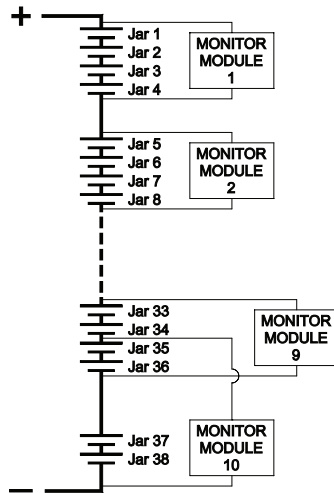 +
Jar 1
Jar 2
Jar 3
Jar 4
MONITOR
MODULE
1
Jar 5
Jar 6
Jar 7
Jar 8
MONITOR
MODULE
2
Jar 33
Jar 34
Jar 35
Jar 36
MONITOR
MODULE
9
Jar 37
Jar 38
MONITOR
MODULE
10
−